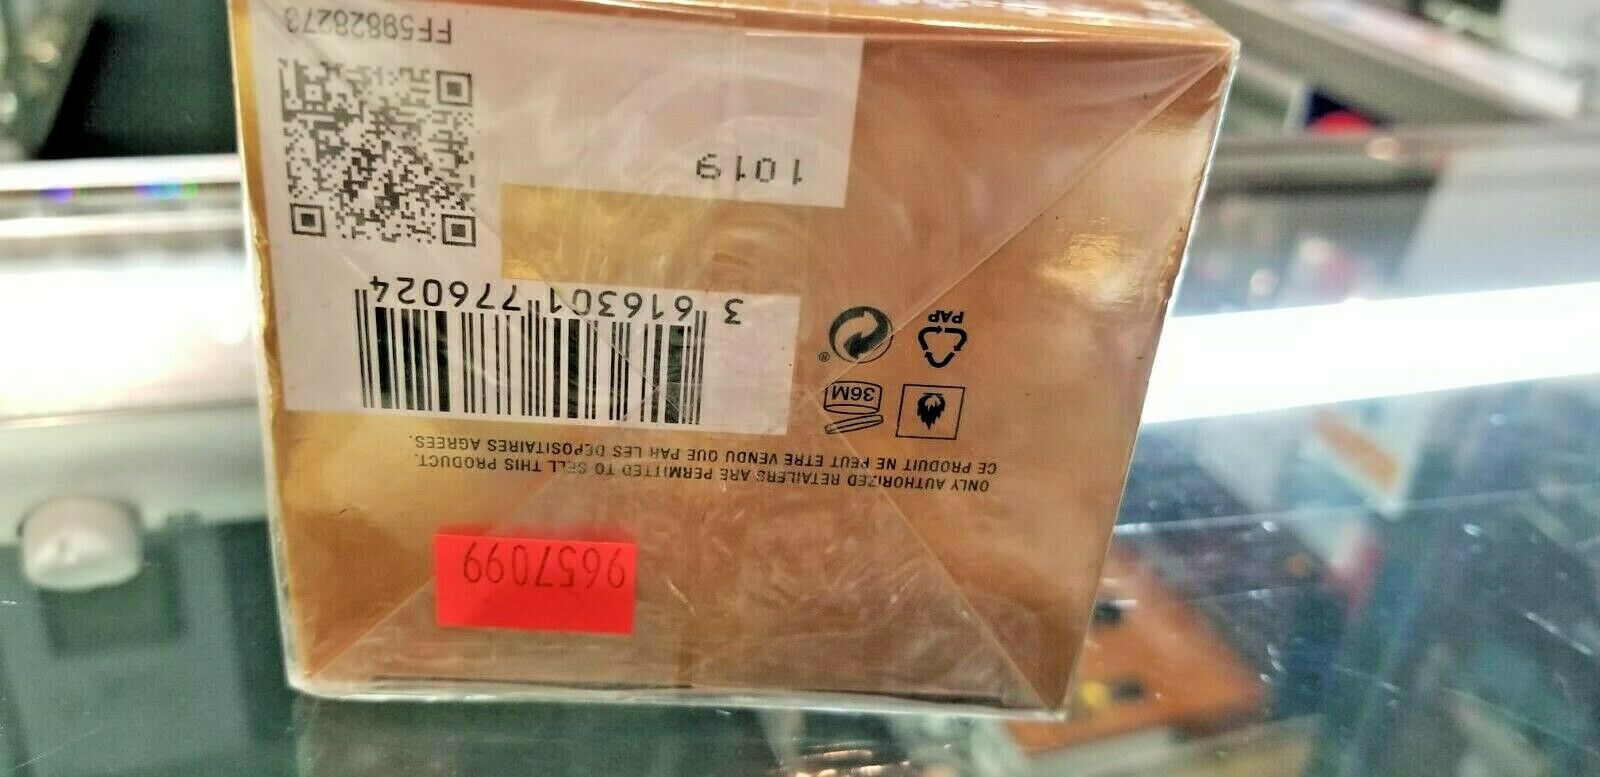 9657099
ONLY AUTHORIZED RETAILERS ARE PERMITTED TO SELL THIS PRODUCT.
CE PRODUIT NE PEUT ETRE VENDU QUE PAR LES DEPOSITAIRES AGREES.
36M
PAP
®
3 616301 776024
1019
FF59828273